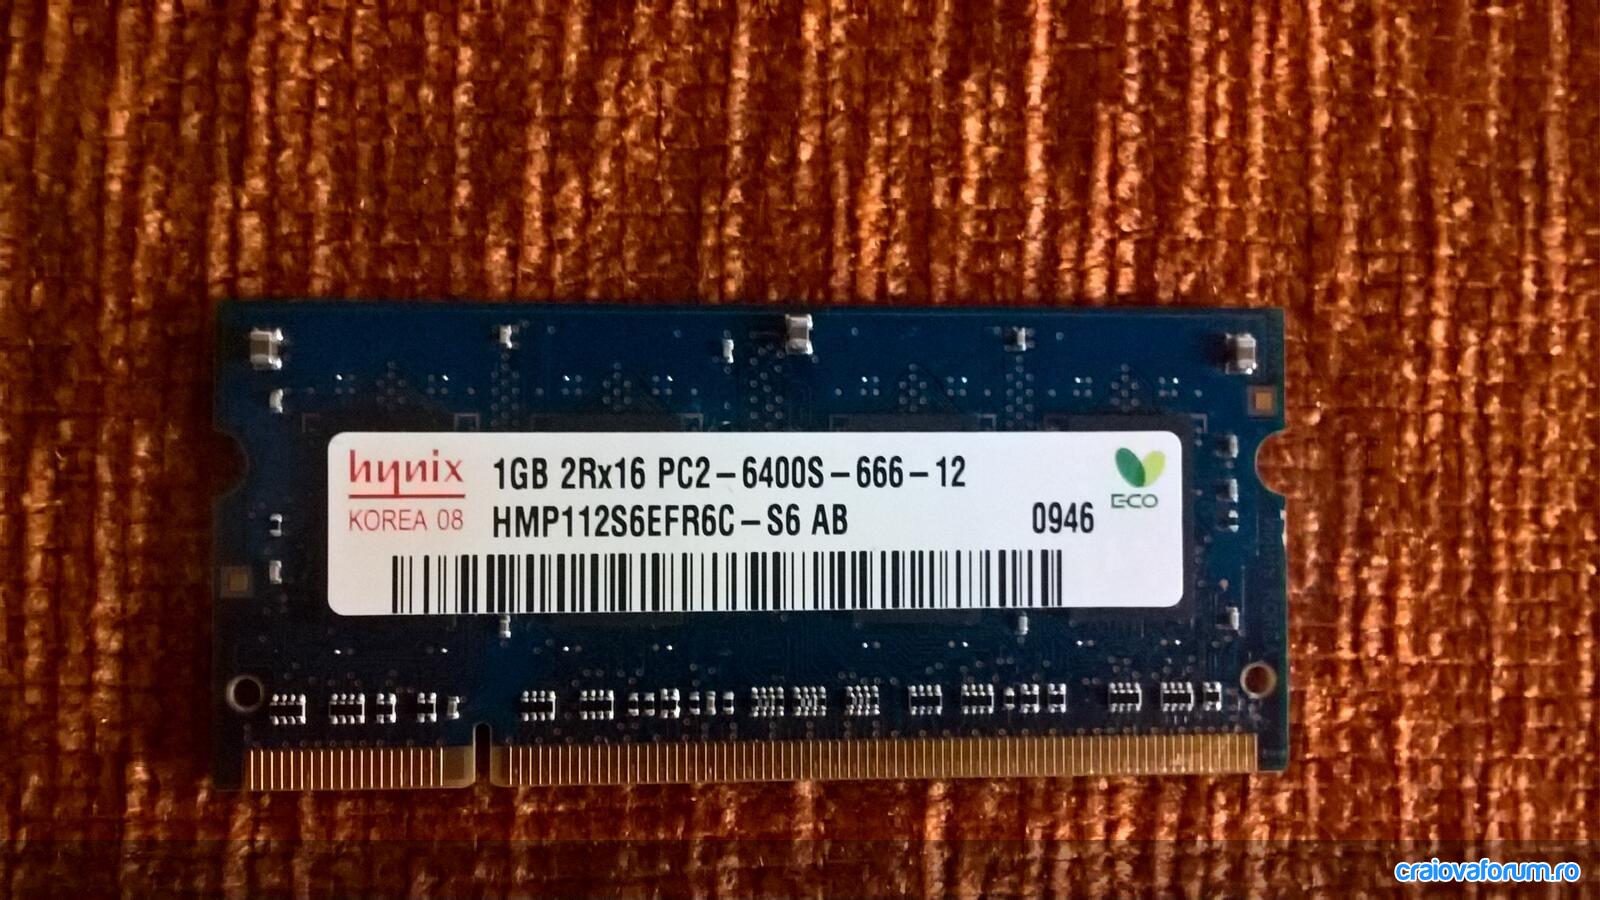 hynix
KOREA 08
1GB 2Rx16 PC2-6400S-666-12
HMP112S6EFR6C-S6 AB
0946
ECO
craiovaforum.ro